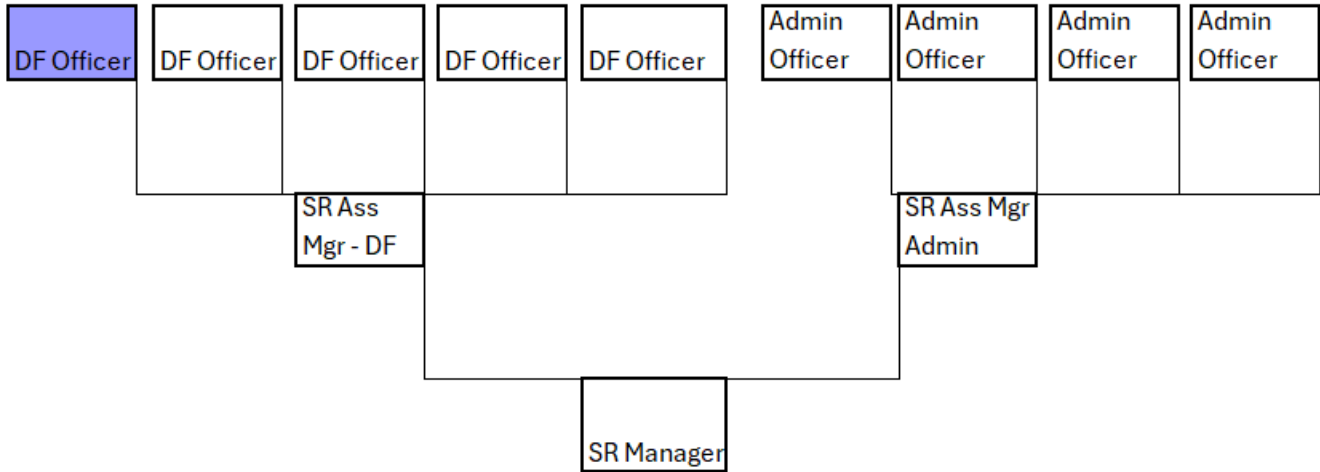 DF Officer
DF Officer
DF Officer
DF Officer
DF Officer
Admin
Officer
Admin
Officer
Admin
Officer
Admin
Officer
SR Ass
Mgr - DF
SR Ass Mgr
Admin
SR Manager